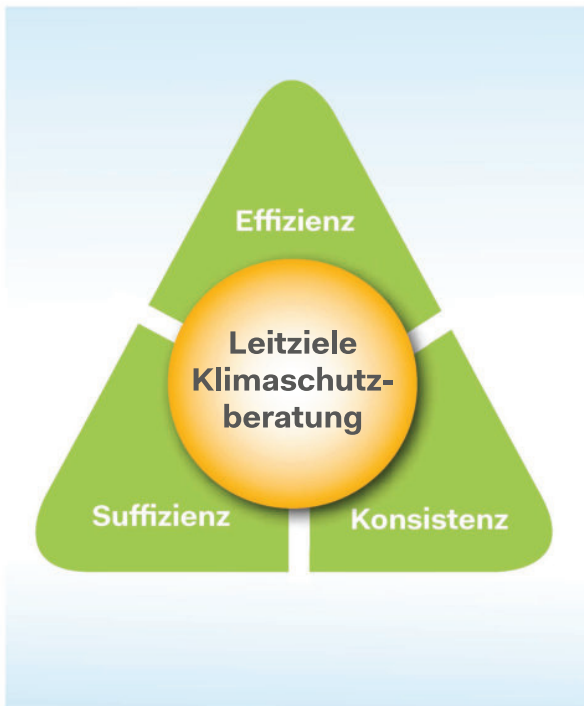 Effizienz
Leitziele
Klimaschutz-
beratung
Suffizienz
Konsistenz